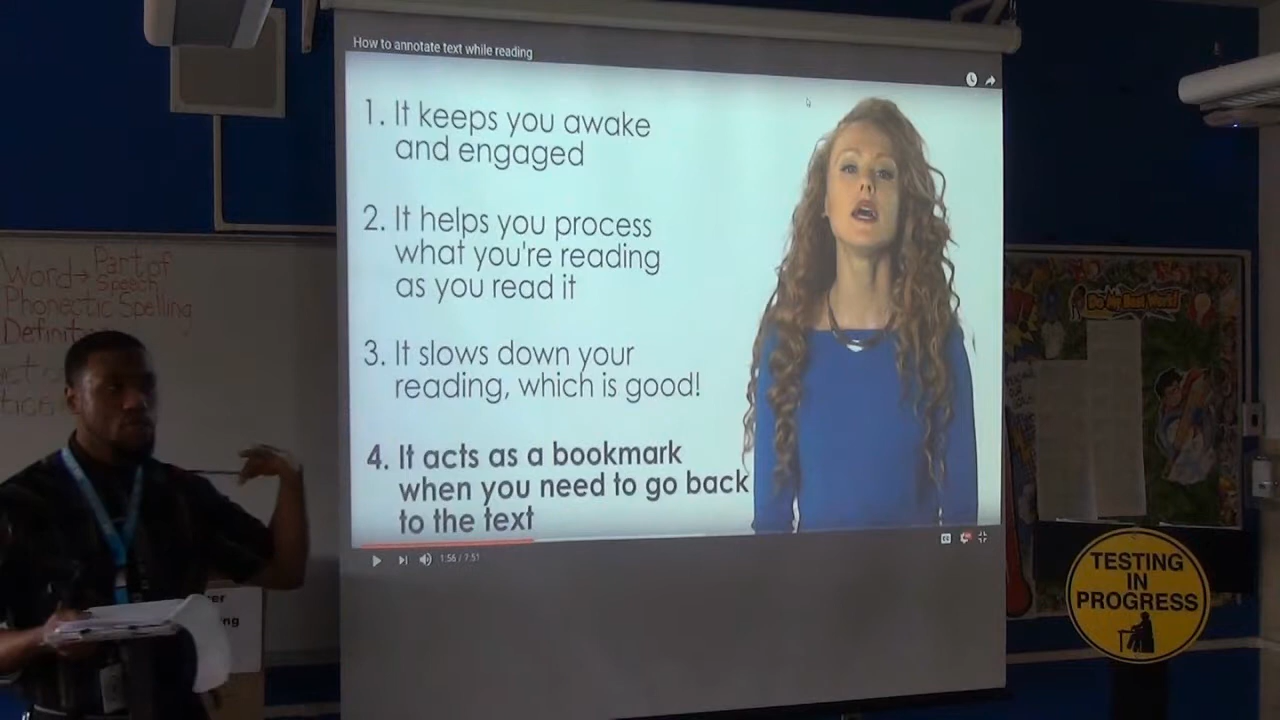 How to annotate text while reading
1. It keeps you awake
and engaged
2. It helps you process
what you're reading
as you read it
3. It slows down your
reading, which is good!
4. It acts as a bookmark
when you need to go back
to the text
1:56 / 7:51
Word→ Part of
Speech
Phonestic Spelling
Do My Best Work!
TESTING
IN
PROGRESS